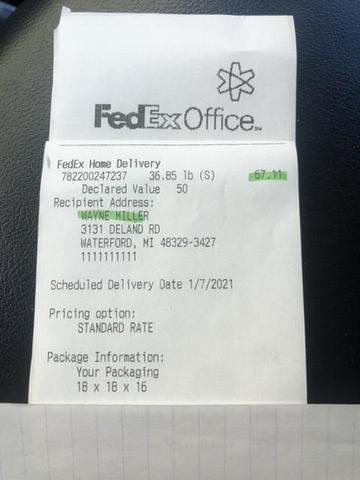 FedEx Office℠
FedEx Home Delivery
782200247237 36.85 lb (S) 67.11
Declared Value 50
Recipient Address:
WAYNE MILLER
3131 DELAND RD
WATERFORD, MI 48329-3427
1111111111
Scheduled Delivery Date 1/7/2021
Pricing option:
STANDARD RATE
Package Information:
Your Packaging
18 x 18 x 16